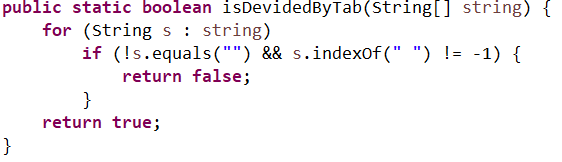 public static boolean isDevidedByTab(String[] string) {
    for (String s : string)
        if (!s.equals("") && s.indexOf(" ") != -1) {
            return false;
        }
    return true;
}